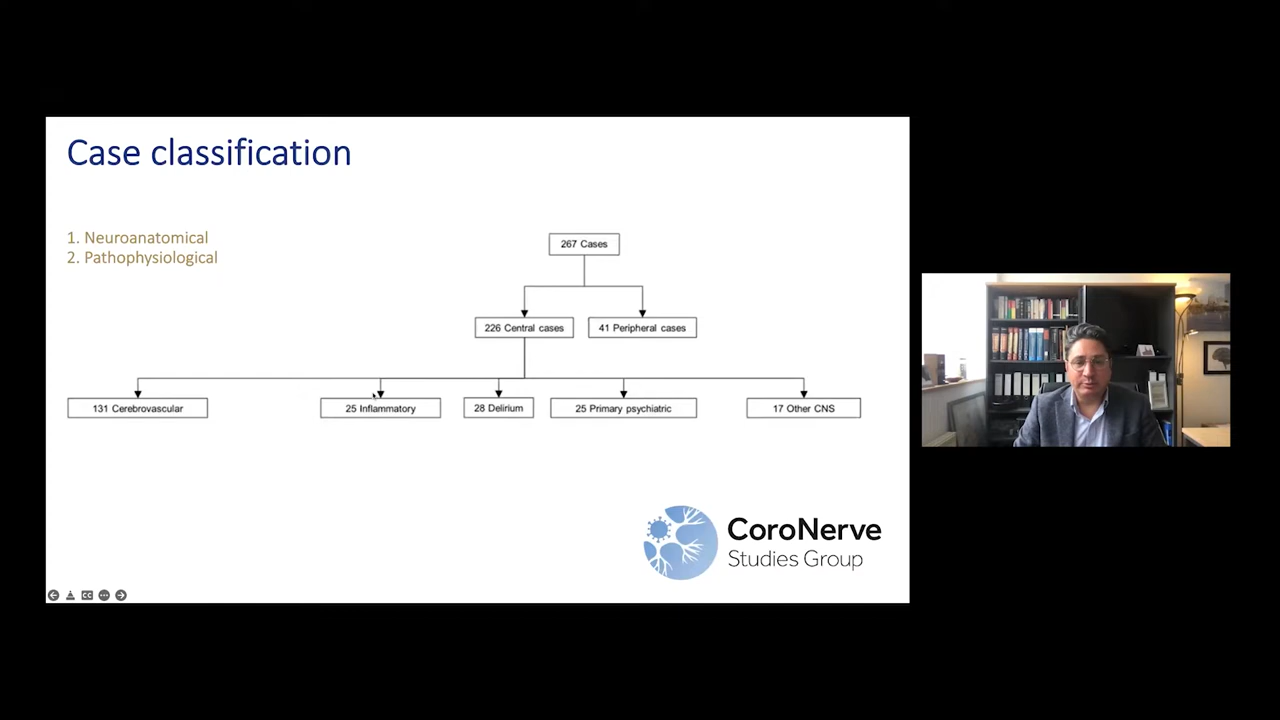 Case classification
1. Neuroanatomical
2. Pathophysiological
267 Cases
226 Central cases
41 Peripheral cases
131 Cerebrovascular
25 Inflammatory
28 Delirium
25 Primary psychiatric
17 Other CNS
CoroNerve
Studies Group
CC